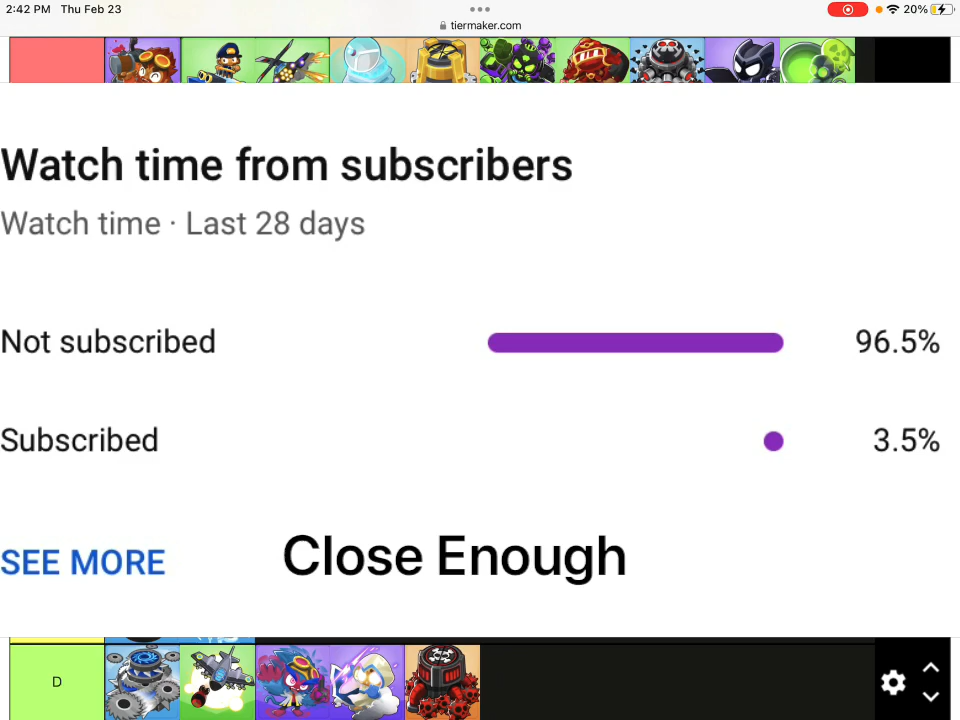 2:42 PM Thu Feb 23
20%
tiermaker.com
Watch time from subscribers
Watch time · Last 28 days
Not subscribed 96.5%
Subscribed 3.5%
SEE MORE
Close Enough
D